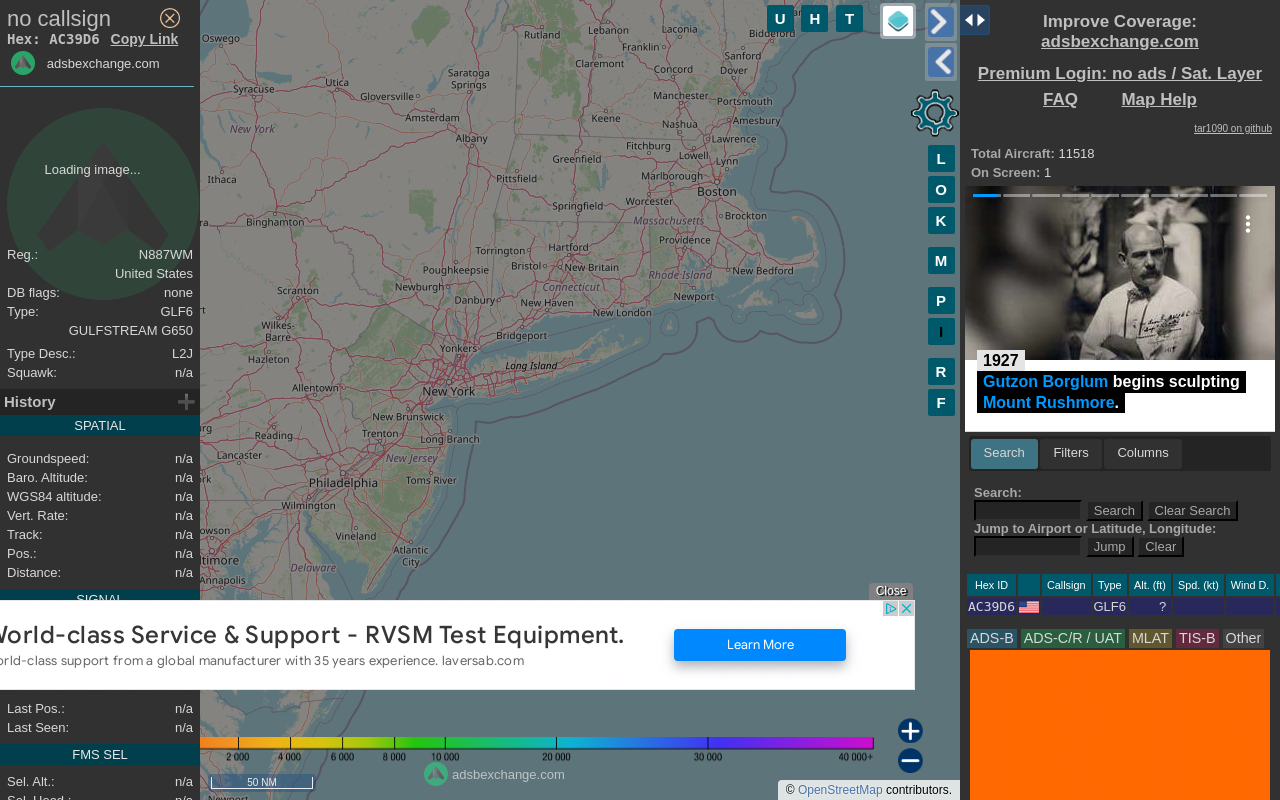 no callsign
Hex: AC39D6 Copy Link
adsbexchange.com
Loading image...
Reg.: N887WM
United States
DB flags: none
Type: GLF6
GULFSTREAM G650
Type Desc.: L2J
Squawk: n/a
History
SPATIAL
Groundspeed: n/a
Baro. Altitude: n/a
WGS84 altitude: n/a
Vert. Rate: n/a
Track: n/a
Pos.: n/a
Distance: n/a
SIGNAL
Last Pos.: n/a
Last Seen: n/a
FMS SEL
Sel. Alt.: n/a
Sel. Head.: n/a
U H T
L
O
K
M
P
I
R
F
Oswego
Rutland
Lebanon
Laconia
Biddeford
Franklin
Sanford
Claremont
Concord
Dover
Utica
Saratoga
Springs
Syracuse
Gloversville
Manchester
Portsmouth
Amsterdam
Keene
Nashua
Amesbury
New York
Albany
Fitchburg
Lawrence
Greenfield
Lowell
Lynn
Ithaca
Pittsfield
Marlborough
Boston
Worcester
Springfield
Massachusetts
Brockton
Binghamton
Torrington
Hartford
Providence
Poughkeepsie
Bristol
New Britain
Rhode Island
New Bedford
Scranton
Newburgh
Connecticut
Danbury
New Haven
Newport
New London
Wilkes-
Barre
Bridgeport
Hazleton
Yonkers
Long Island
Allentown
New York
New Brunswick
Reading
Trenton
Long Branch
Lancaster
New Jersey
Philadelphia
Toms River
Wilmington
Vineland
Atlantic
City
Annapolis
Delaware
Close
World-class Service & Support - RVSM Test Equipment.
world-class support from a global manufacturer with 35 years experience. laversab.com
Learn More
2 000 4 000 6 000 8 000 10 000 20 000 30 000 40 000+
50 NM
adsbexchange.com
© OpenStreetMap contributors.
Improve Coverage:
adsbexchange.com
Premium Login: no ads / Sat. Layer
FAQ Map Help
tar1090 on github
Total Aircraft: 11518
On Screen: 1
1927
Gutzon Borglum begins sculpting
Mount Rushmore.
Search Filters Columns
Search:
Search Clear Search
Jump to Airport or Latitude, Longitude:
Jump Clear
Hex ID Callsign Type Alt. (ft) Spd. (kt) Wind D.
AC39D6 GLF6 ?
ADS-B ADS-C/R / UAT MLAT TIS-B Other